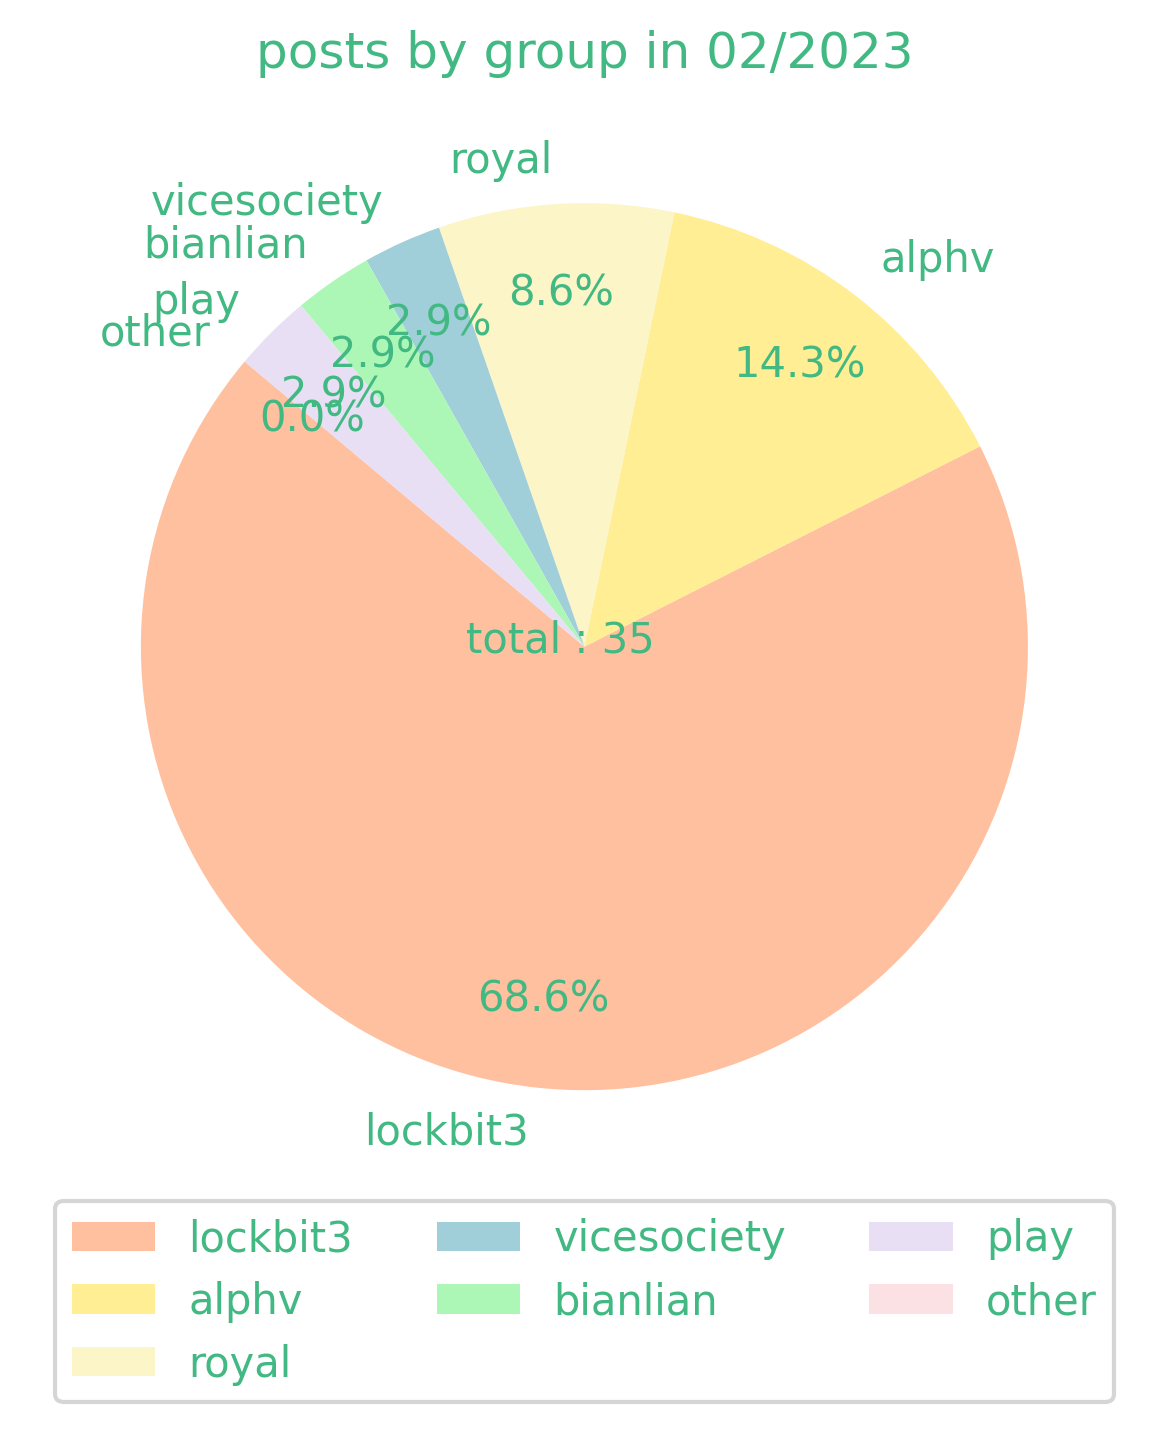 posts by group in 02/2023
royal
vicesociety
bianlian
alphv
play
other
8.6%
2.9%
2.9%
14.3%
2.9%
0.0%
total : 35
68.6%
lockbit3
lockbit3
vicesociety
play
alphv
bianlian
other
royal